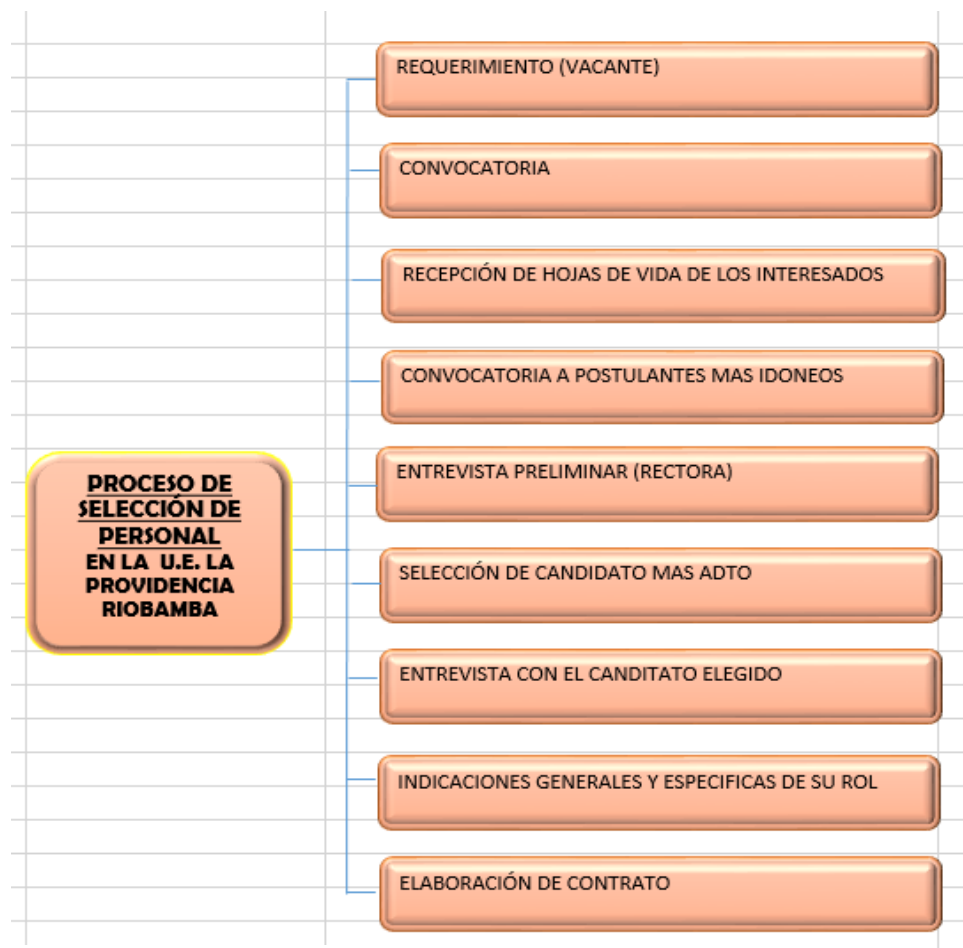 REQUERIMIENTO (VACANTE)
CONVOCATORIA
RECEPCIÓN DE HOJAS DE VIDA DE LOS INTERESADOS
CONVOCATORIA A POSTULANTES MAS IDONEOS
ENTREVISTA PRELIMINAR (RECTORA)
PROCESO DE
SELECCIÓN DE
PERSONAL
EN LA U.E. LA
PROVIDENCIA
RIOBAMBA
SELECCIÓN DE CANDIDATO MAS ADTO
ENTREVISTA CON EL CANDITATO ELEGIDO
INDICACIONES GENERALES Y ESPECIFICAS DE SU ROL
ELABORACIÓN DE CONTRATO